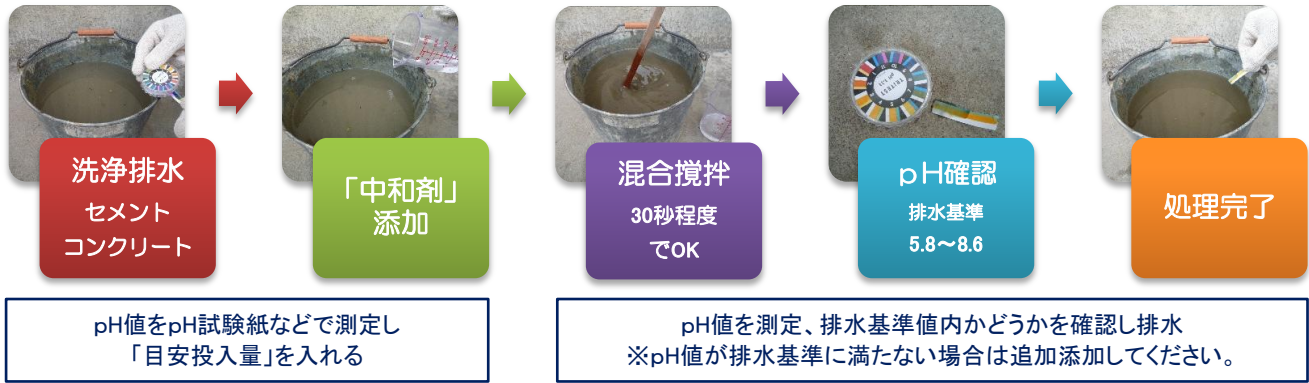 洗浄排水
セメント
コンクリート
「中和剤」
添加
混合撹拌
30秒程度
でOK
pH確認
排水基準
5.8～8.6
処理完了
pH値をpH試験紙などで測定し
「目安投入量」を入れる
pH値を測定、排水基準値内かどうかを確認し排水
※pH値が排水基準に満たない場合は追加添加してください。